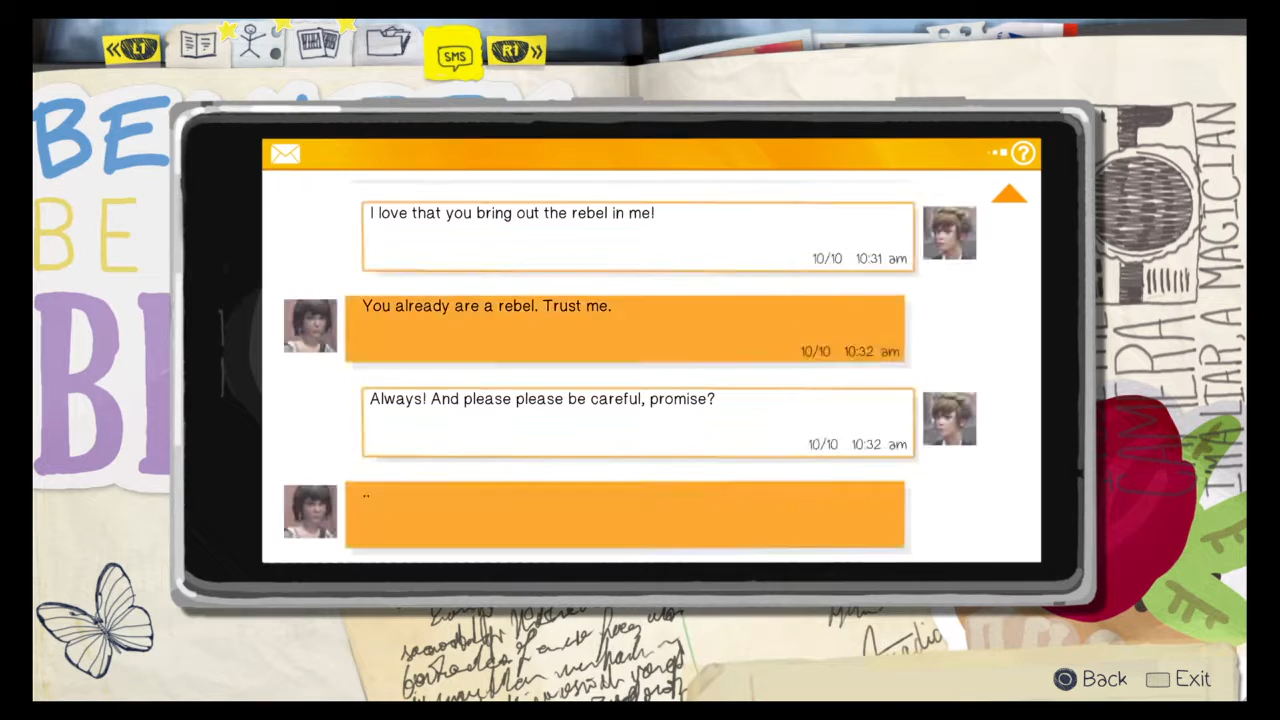 L1
SMS
R1
BE
BE
I love that you bring out the rebel in me!
10/10 10:31 am
You already are a rebel. Trust me.
10/10 10:32 am
Always! And please please be careful, promise?
10/10 10:32 am
..
?
CAMERA
I'M A LIAR, A MAGICIAN
Back
Exit